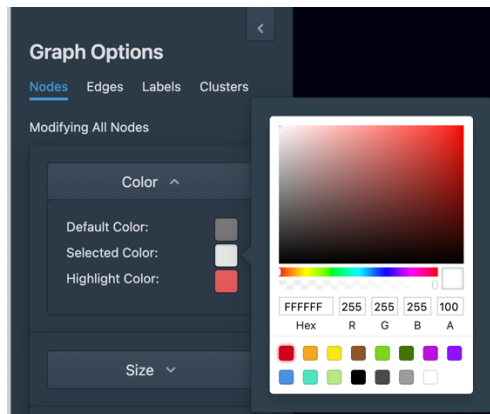 Graph Options
Nodes Edges Labels Clusters
Modifying All Nodes
Color
Default Color:
Selected Color:
Highlight Color:
Size
FFFFFF 255 255 255 100
Hex R G B A